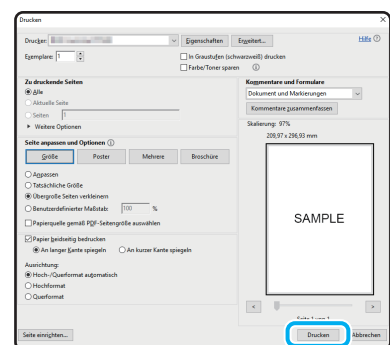 Drucken
Drucker:
Eigenschaften
Erweitert...
Hilfe
Exemplare: 1
In Graustufen (schwarzweiß) drucken
Farbe/Toner sparen
Zu druckende Seiten
Alle
Aktuelle Seite
Seiten 1
Weitere Optionen
Seite anpassen und Optionen
Größe Poster Mehrere Broschüre
Anpassen
Tatsächliche Größe
Übergroße Seiten verkleinern
Benutzerdefinierter Maßstab: 100 %
Papierquelle gemäß PDF-Seitengröße auswählen
Papier beidseitig bedrucken
An langer Kante spiegeln An kurzer Kante spiegeln
Ausrichtung:
Hoch-/Querformat automatisch
Hochformat
Querformat
Kommentare und Formulare
Dokument und Markierungen
Kommentare zusammenfassen
Skalierung: 97%
209,97 x 296,93 mm
SAMPLE
< >
Seite 1 von 1
Seite einrichten...
Drucken
Abbrechen